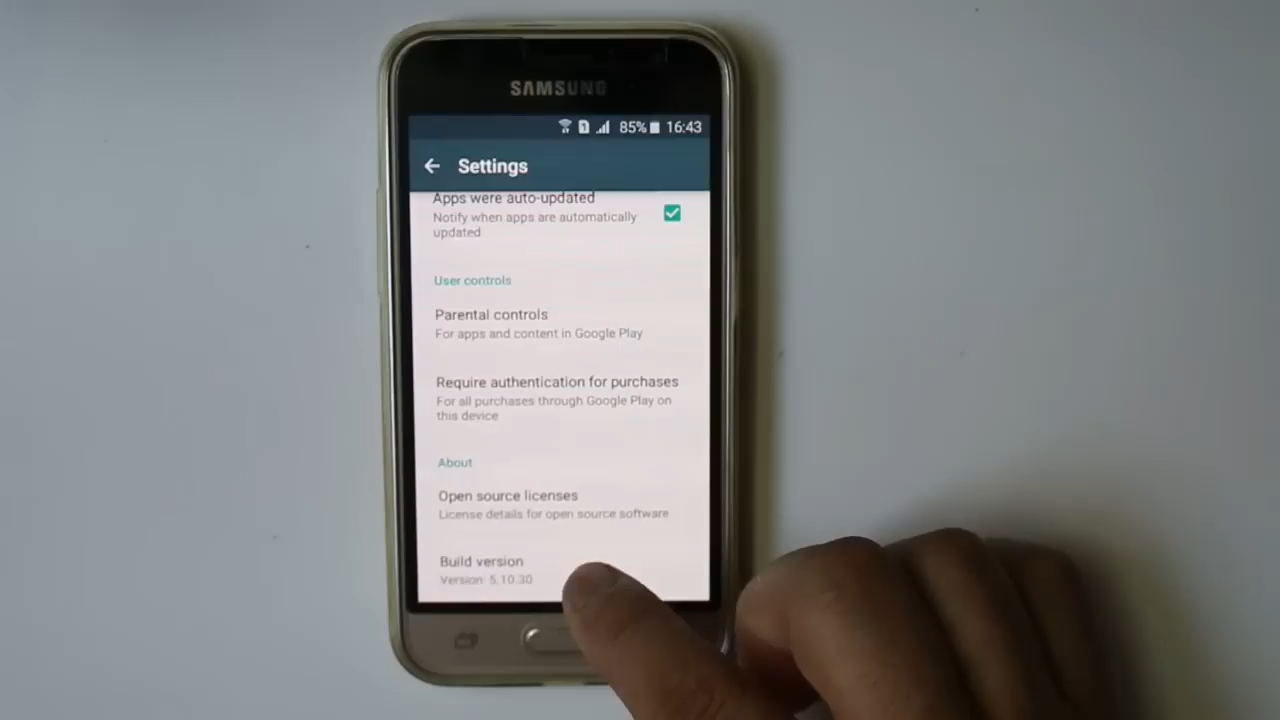 SAMSUNG
85% 16:43
Settings
Apps were auto-updated
Notify when apps are automatically
updated
User controls
Parental controls
For apps and content in Google Play
Require authentication for purchases
For all purchases through Google Play on
this device
About
Open source licenses
License details for open source software
Build version
Version: 5.10.30